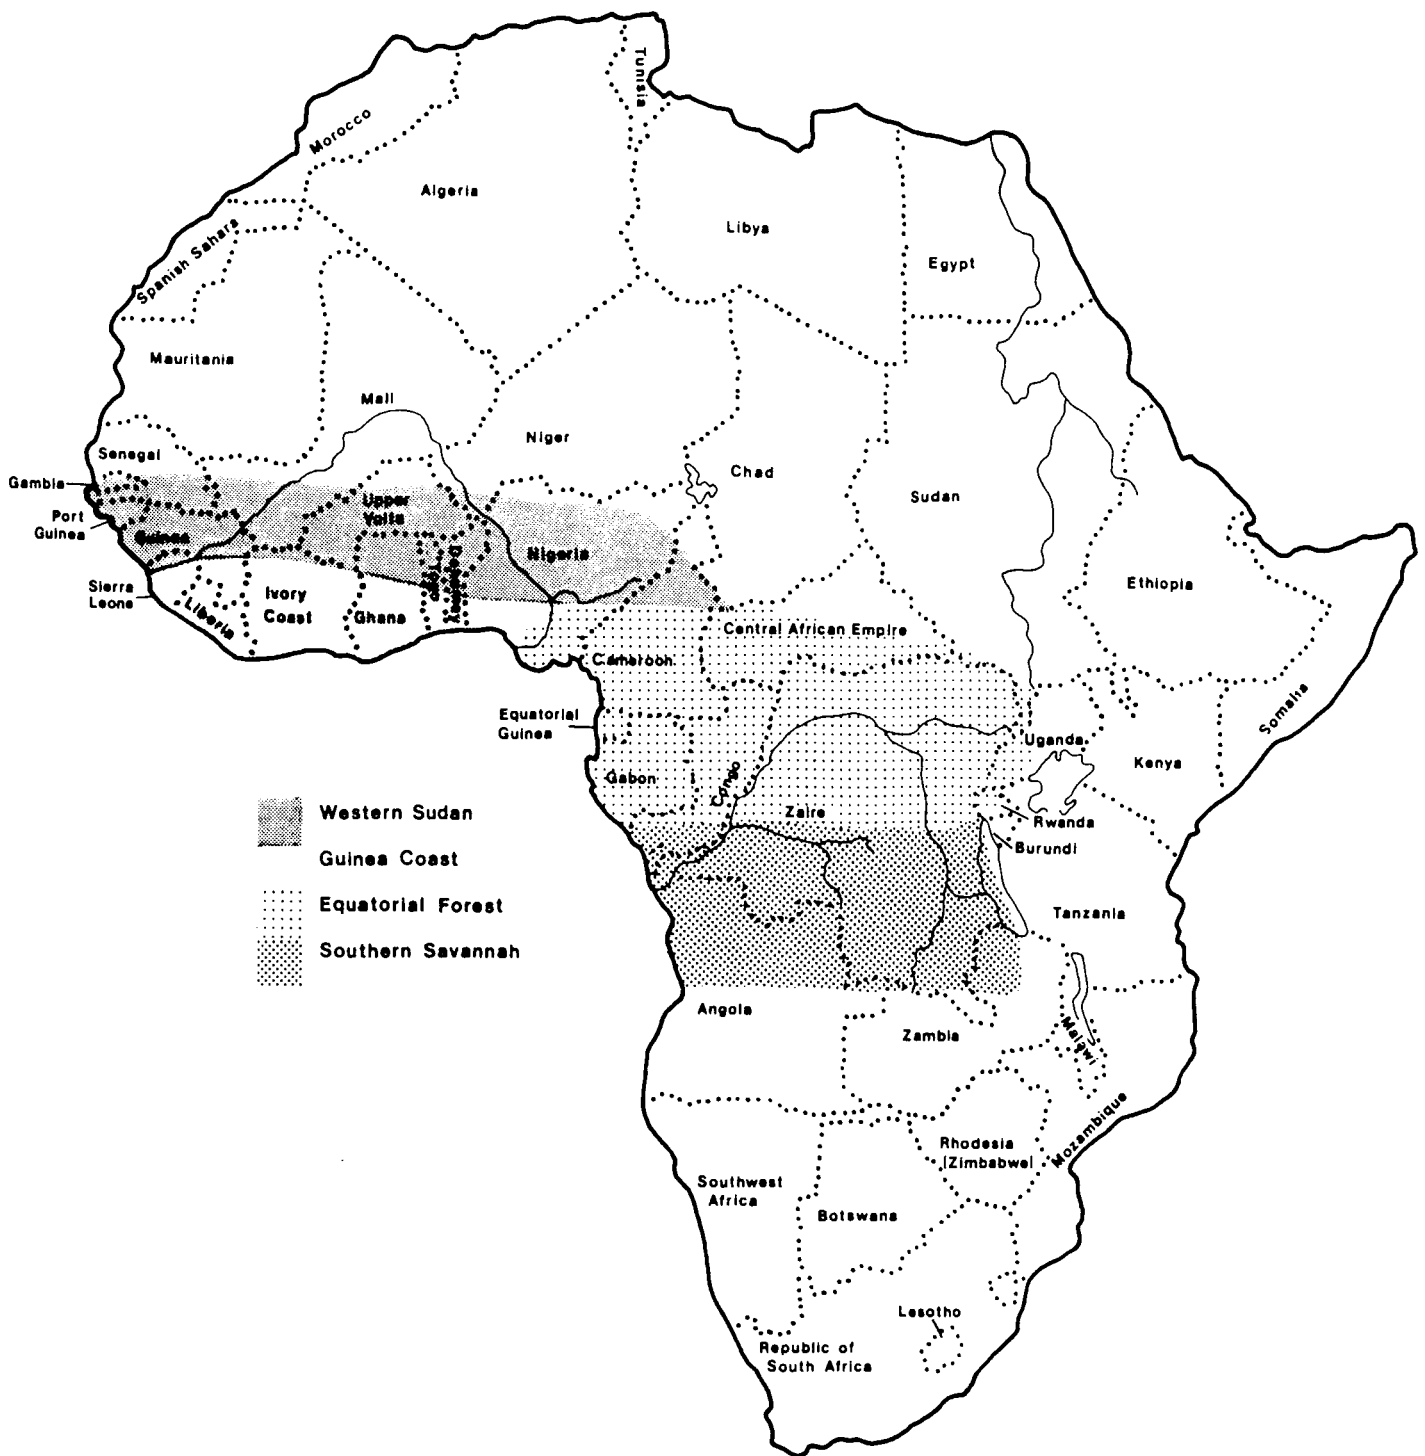 Tunisia
Morocco
Algeria
Libya
Egypt
Spanish Sahara
Mauritania
Mali
Niger
Chad
Sudan
Senegal
Gambia
Port
Guinea
Guinea
Upper
Volta
Nigeria
Dahomey
Togo
Sierra
Leone
Liberia
Ivory
Coast
Ghana
Ethiopia
Somalia
Central African Empire
Cameroon
Equatorial
Guinea
Gabon
Congo
Zaire
Uganda
Kenya
Rwanda
Burundi
Tanzania
Western Sudan
Guinea Coast
Equatorial Forest
Southern Savannah
Angola
Zambia
Malawi
Mozambique
Rhodesia
[Zimbabwe]
Southwest
Africa
Botswana
Lesotho
Republic of
South Africa